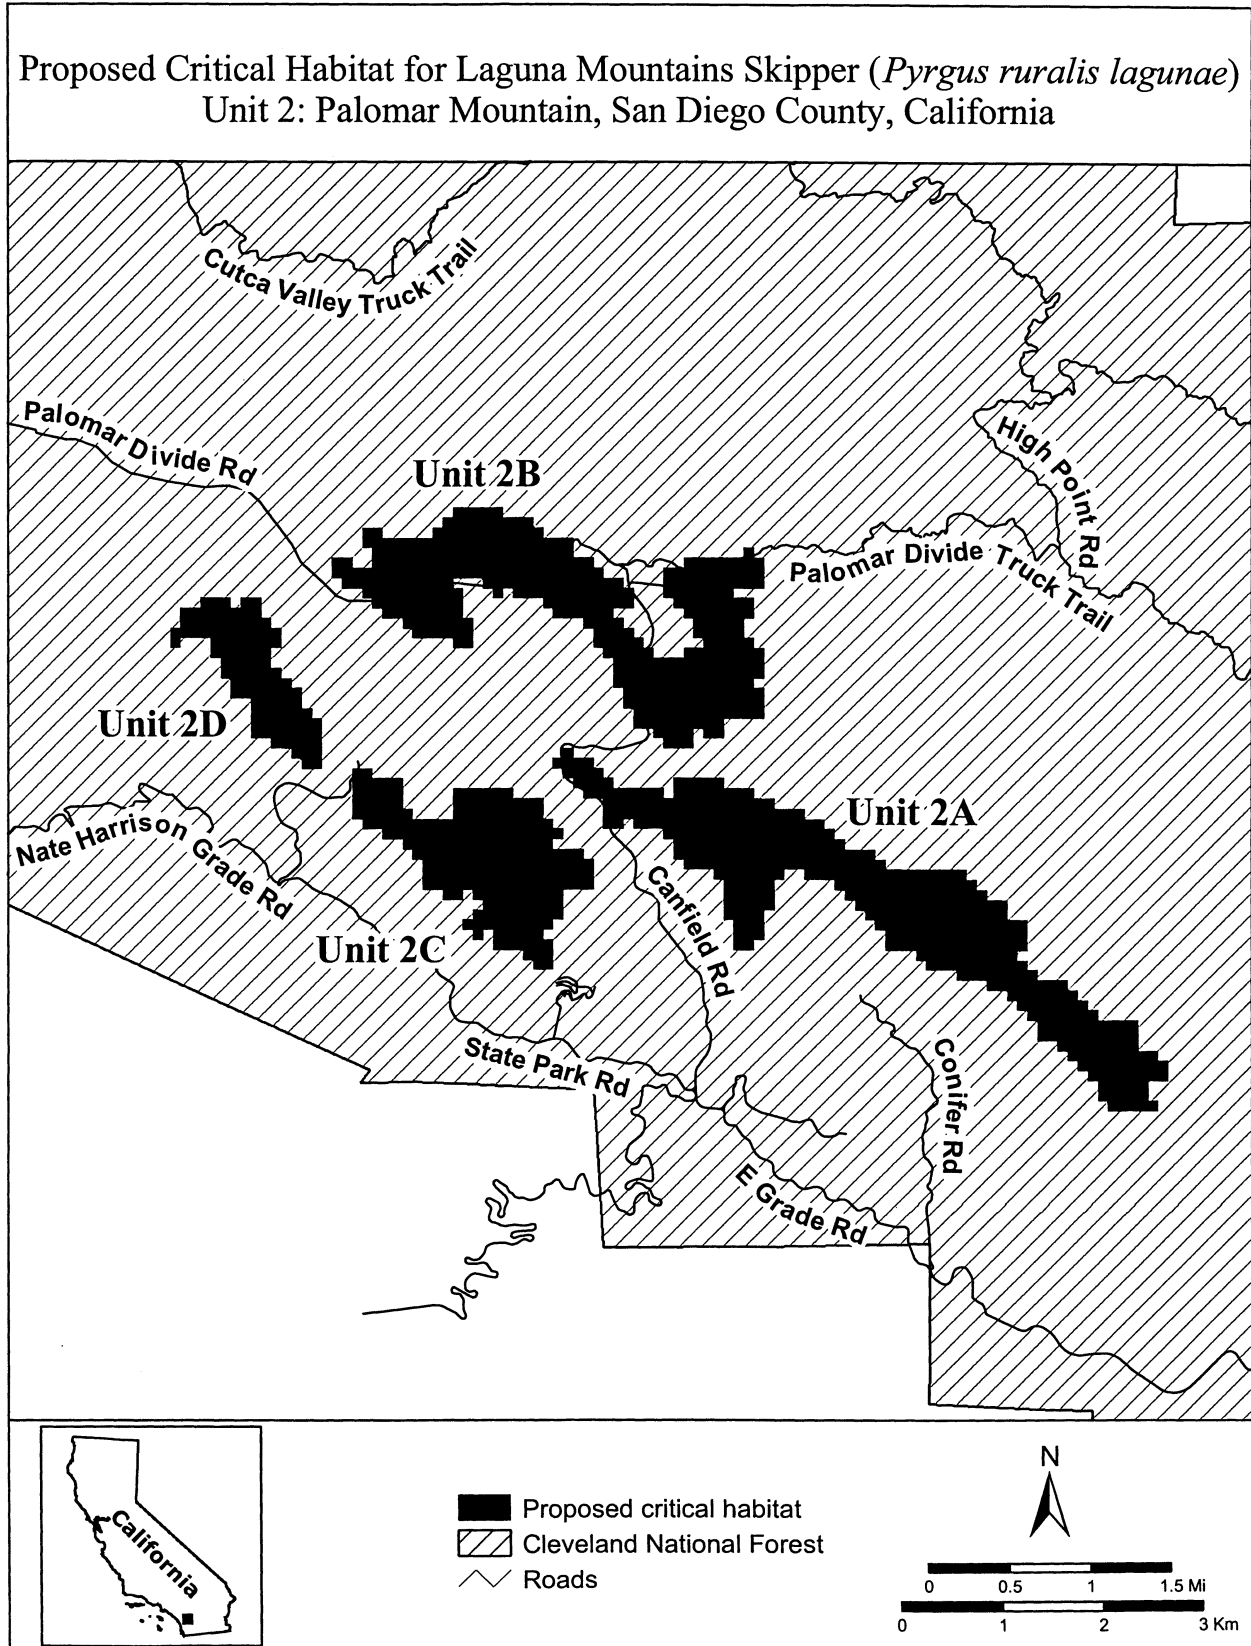 Proposed Critical Habitat for Laguna Mountains Skipper (Pyrgus ruralis lagunae)
Unit 2: Palomar Mountain, San Diego County, California
Cutca Valley Truck Trail
Palomar Divide Rd
High Point Rd
Unit 2B
Palomar Divide Truck Trail
Unit 2D
Unit 2A
Nate Harrison Grade Rd
Canfield Rd
Unit 2C
State Park Rd
Conifer Rd
E Grade Rd
California
Proposed critical habitat
Cleveland National Forest
Roads
N
0 0.5 1 1.5 Mi
0 1 2 3 Km